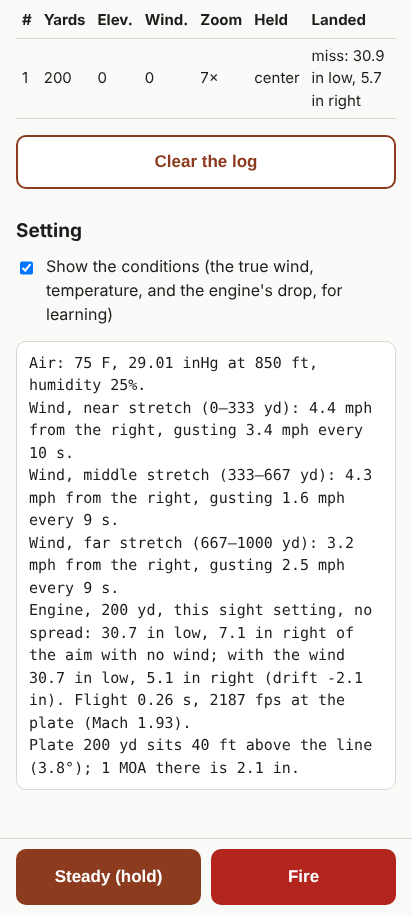 # Yards Elev. Wind. Zoom Held Landed
1 200 0 0 7× center miss: 30.9 in low, 5.7 in right
Clear the log
Setting
Show the conditions (the true wind,
temperature, and the engine's drop, for
learning)
Air: 75 F, 29.01 inHg at 850 ft,
humidity 25%.
Wind, near stretch (0–333 yd): 4.4 mph
from the right, gusting 3.4 mph every
10 s.
Wind, middle stretch (333–667 yd): 4.3
mph from the right, gusting 1.6 mph
every 9 s.
Wind, far stretch (667–1000 yd): 3.2
mph from the right, gusting 2.5 mph
every 9 s.
Engine, 200 yd, this sight setting, no
spread: 30.7 in low, 7.1 in right of
the aim with no wind; with the wind
30.7 in low, 5.1 in right (drift -2.1
in). Flight 0.26 s, 2187 fps at the
plate (Mach 1.93).
Plate 200 yd sits 40 ft above the line
(3.8°); 1 MOA there is 2.1 in.
Steady (hold)
Fire